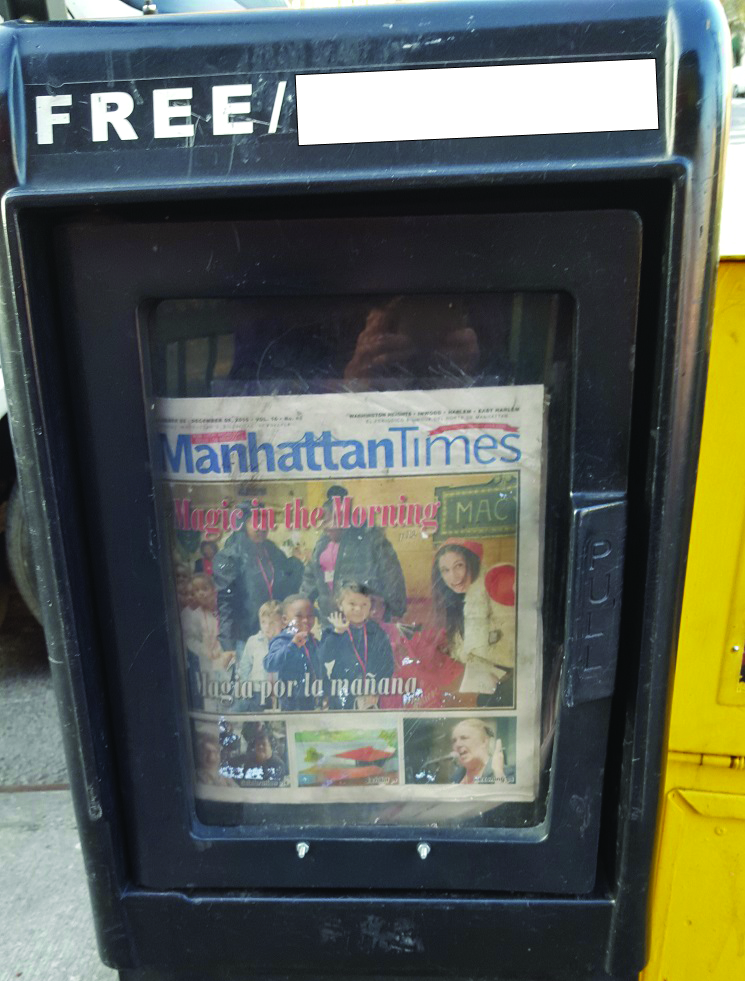 FREE/
WASHINGTON HEIGHTS • INWOOD • HARLEM • EAST HARLEM
ManhattanTimes
Magic in the Morning
MAC
Magia por la mañana
PULL